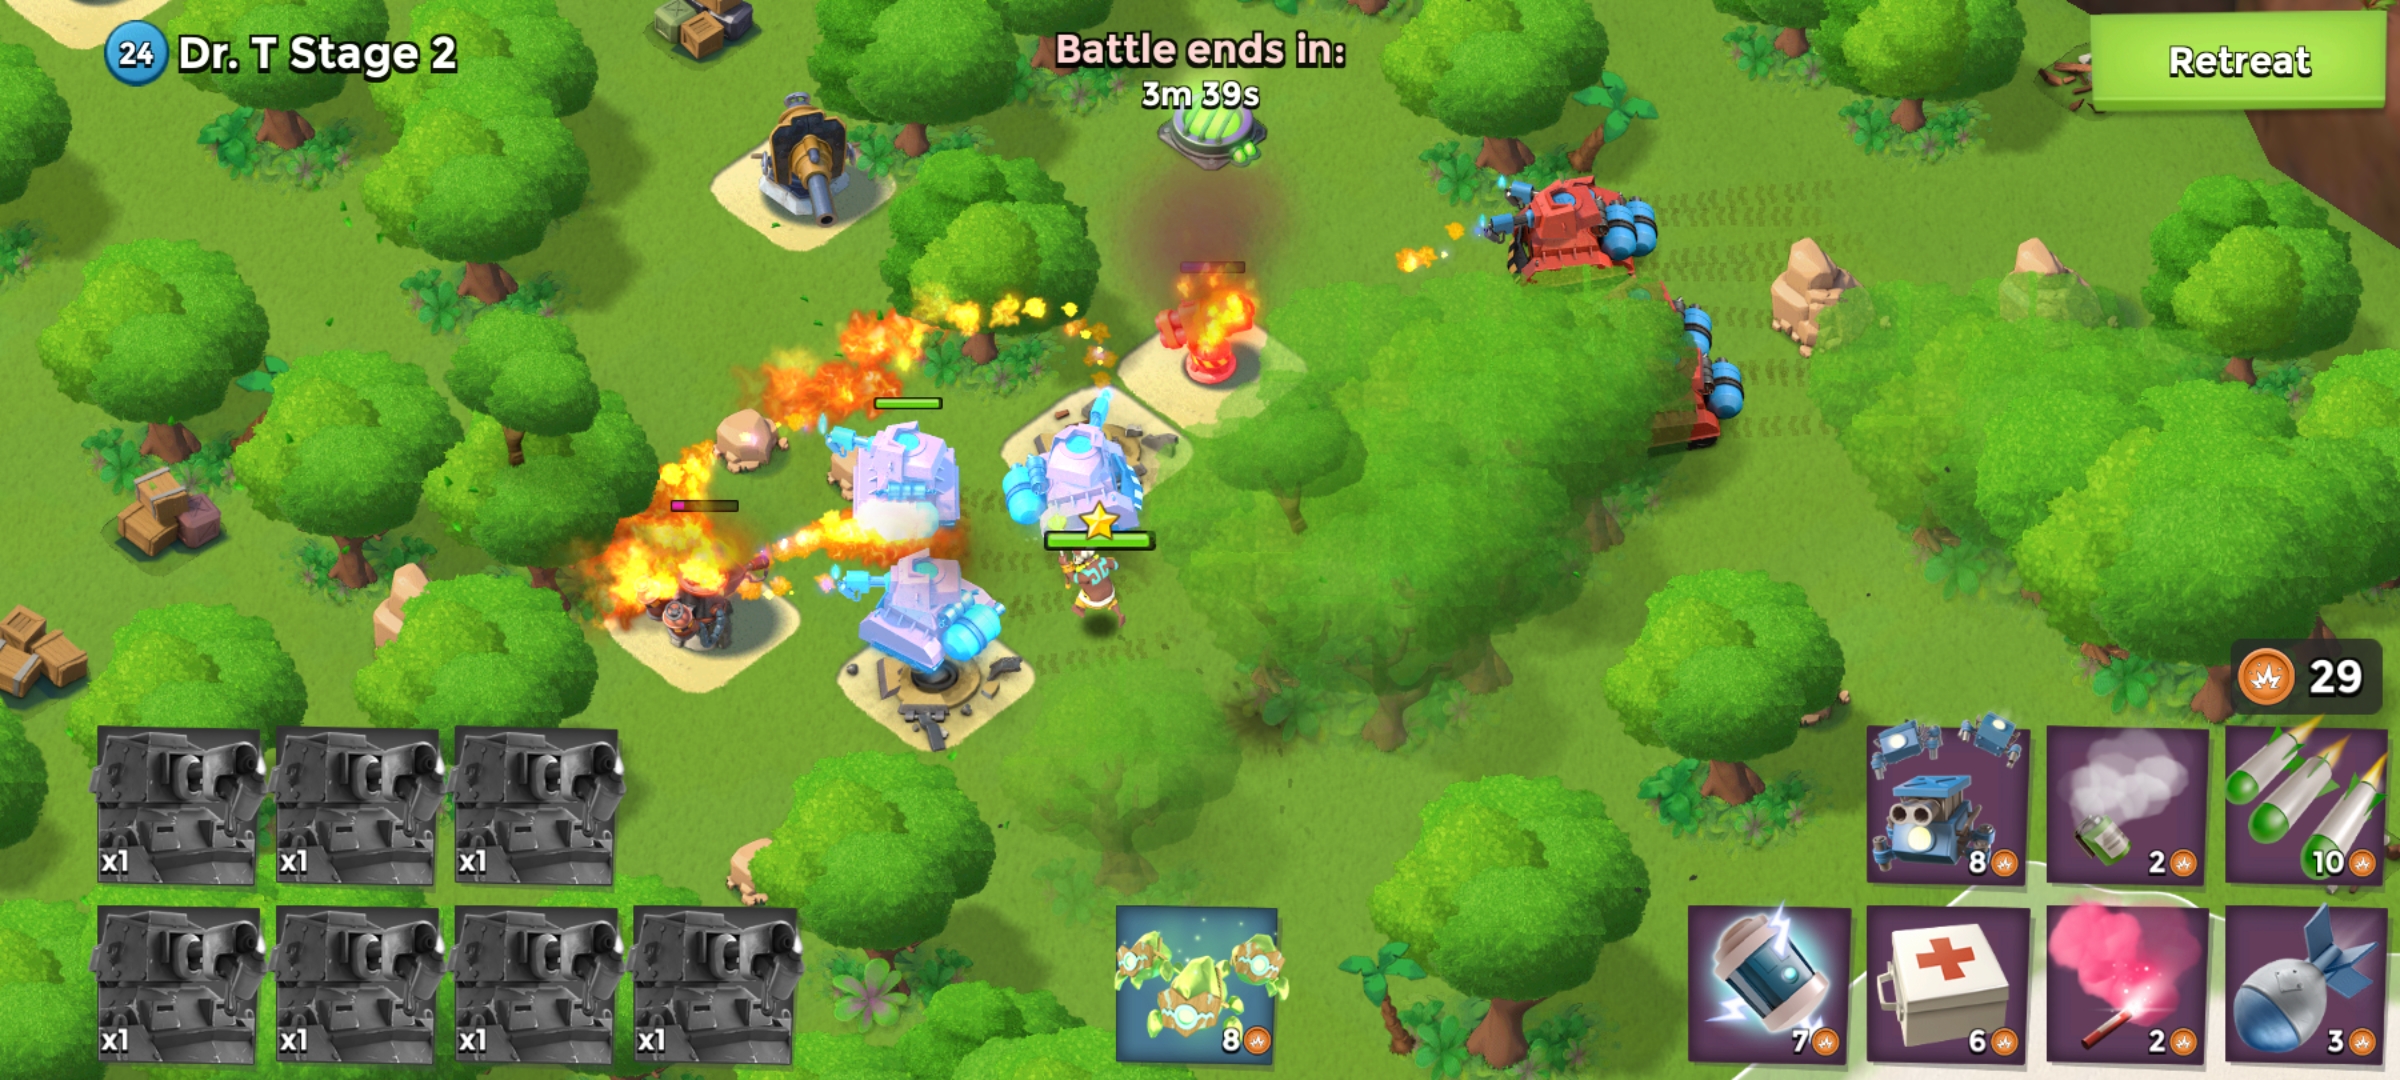 24
Dr. T Stage 2
Battle ends in:
3m 39s
Retreat
29
x1
x1
x1
8
2
10
x1
x1
x1
x1
8
7
6
2
3